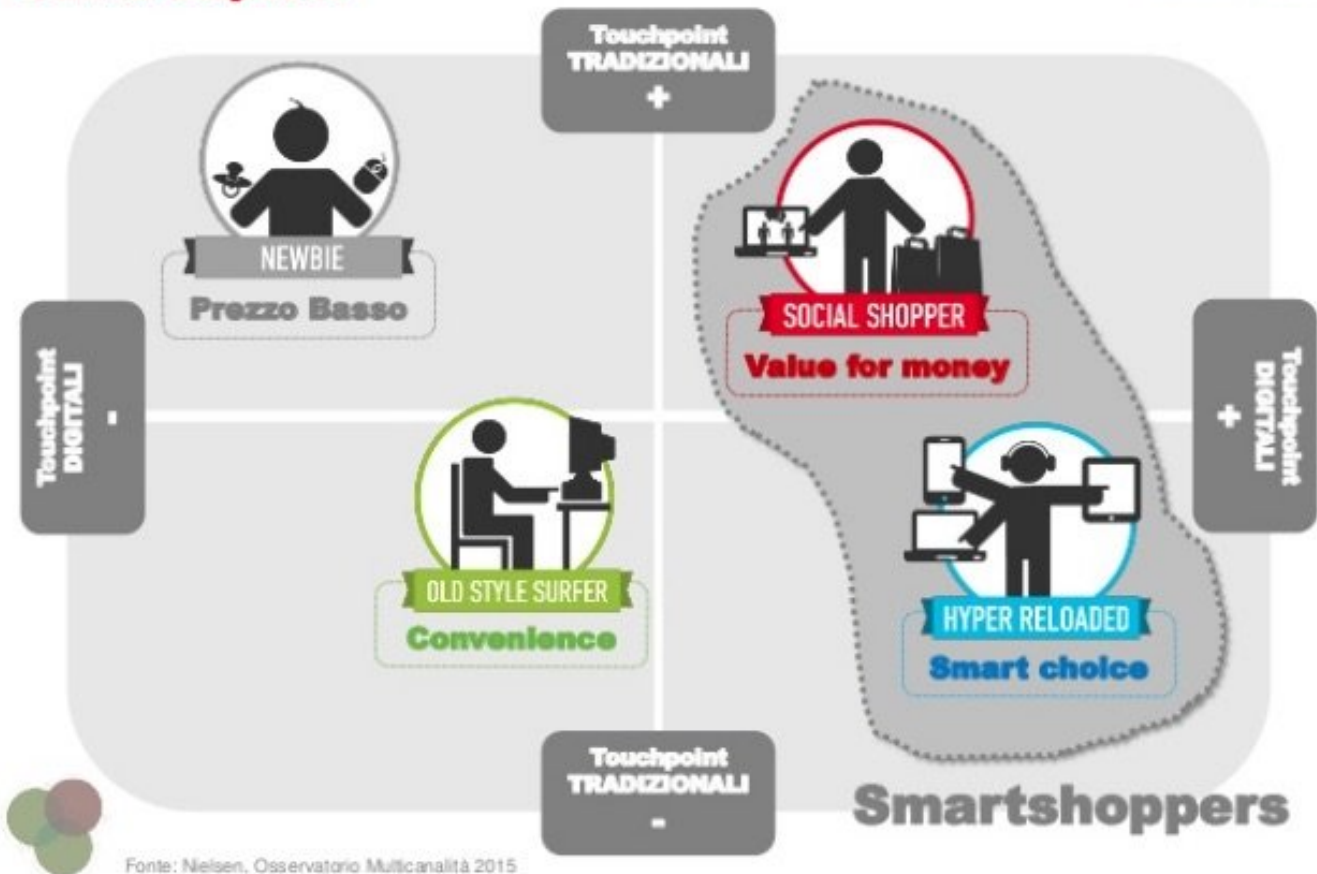 Touchpoint
TRADIZIONALI
+
NEWBIE
Prezzo Basso
SOCIAL SHOPPER
Value for money
Touchpoint
DIGITALI
-
Touchpoint
DIGITALI
+
OLD STYLE SURFER
Convenience
HYPER RELOADED
Smart choice
Touchpoint
TRADIZIONALI
-
Smartshoppers
Fonte: Nielsen, Osservatorio Multicanalità 2015